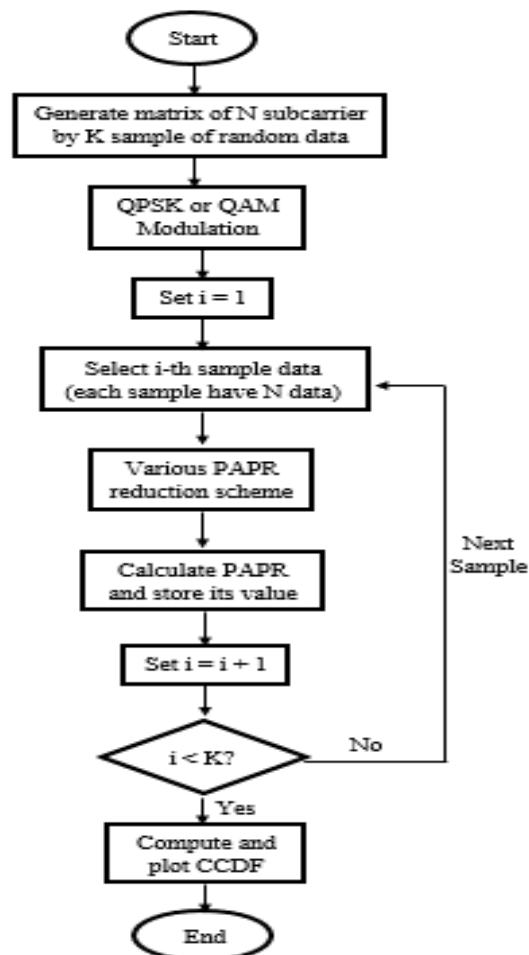 Start
Generate matrix of N subcarrier
by K sample of random data
QPSK or QAM
Modulation
Set i = 1
Select i-th sample data
(each sample have N data)
Various PAPR
reduction scheme
Calculate PAPR
and store its value
Next
Sample
Set i = i + 1
i < K?
No
Yes
Compute and
plot CCDF
End